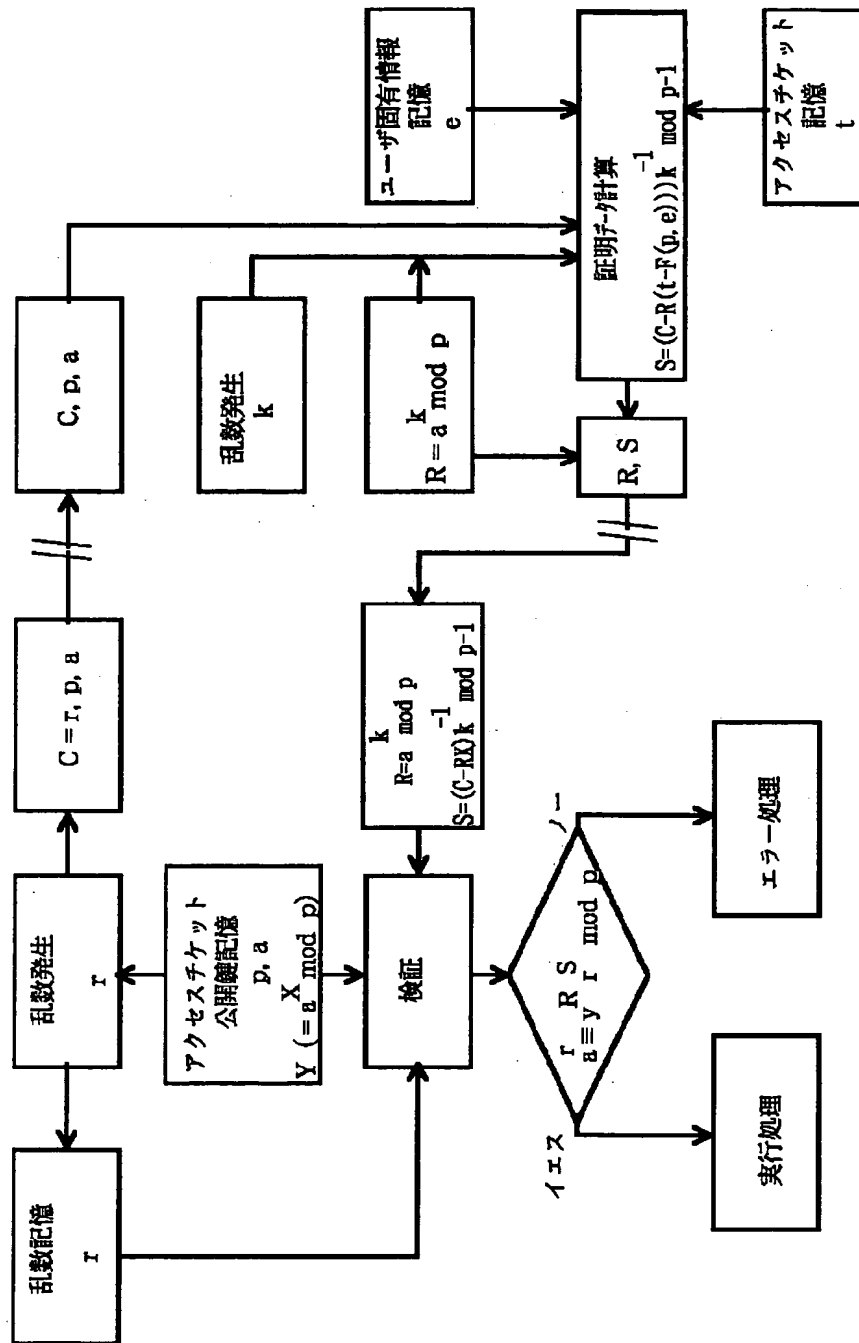 乱数記憶
r
乱数発生
r
C = r, p, a
C, p, a
アクセスチケット
公開鍵記憶
p, a
Y (=a^X mod p)
乱数発生
k
検証
k
R=a mod p
-1
S=(C-RX)k mod p-1
k
R = a mod p
ユーザ固有情報
記憶
e
イエス
r R S
a≡y r mod p
ノー
R, S
証明データ計算
-1
S=(C-R(t-F(p,e)))k mod p-1
実行処理
エラー処理
アクセスチケット
記憶
t